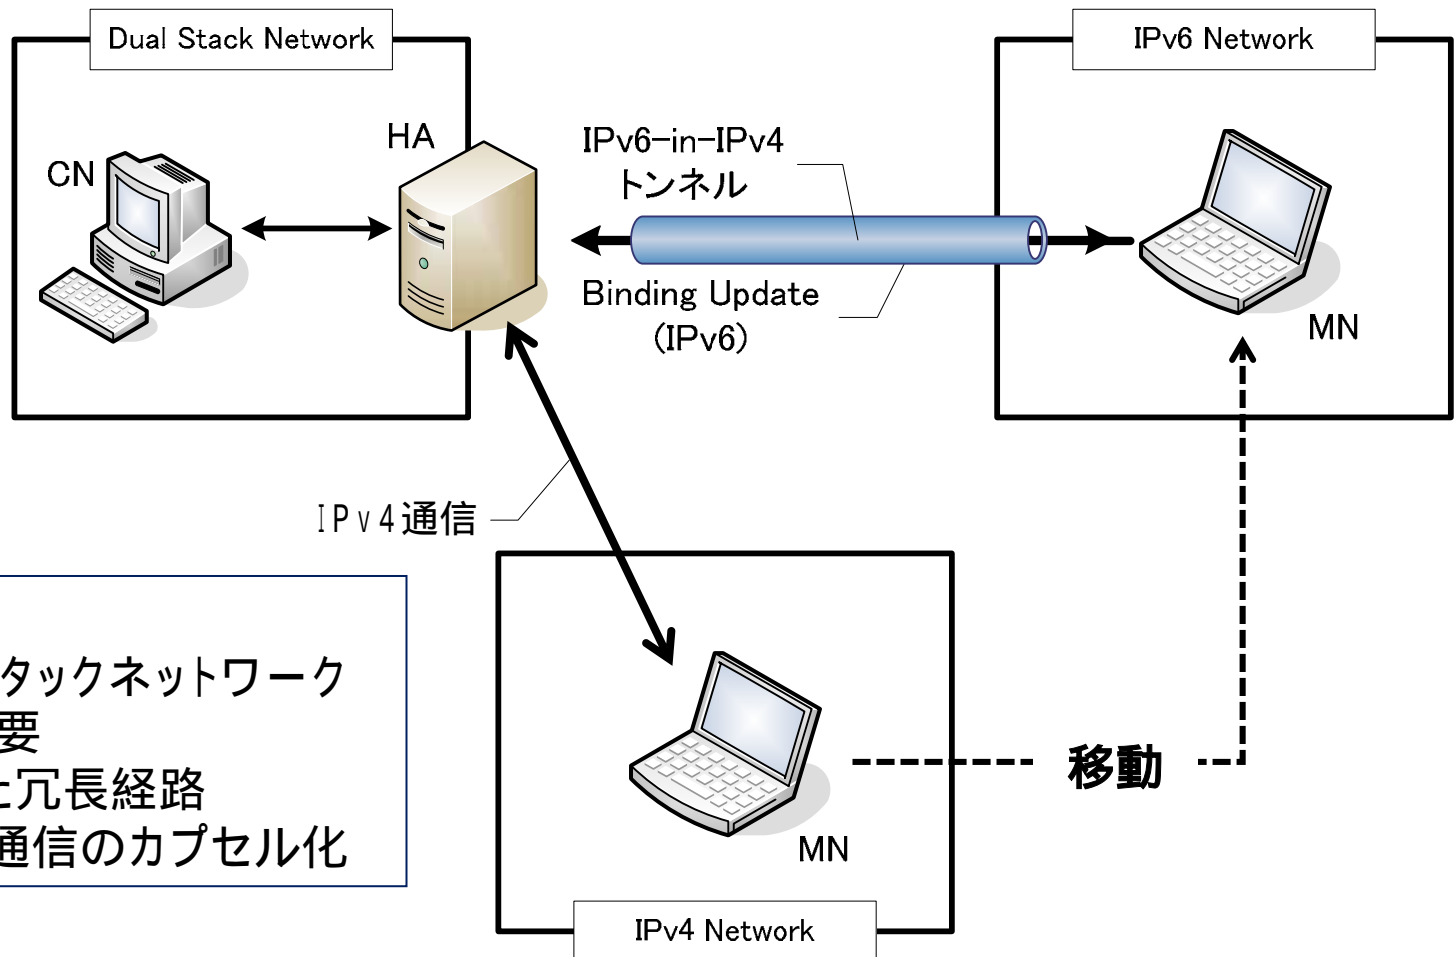 Dual Stack Network
IPv6 Network
HA
CN
IPv6-in-IPv4
トンネル
Binding Update
(IPv6)
MN
IPv4通信
タックネットワーク
要
冗長経路
通信のカプセル化
移動
MN
IPv4 Network